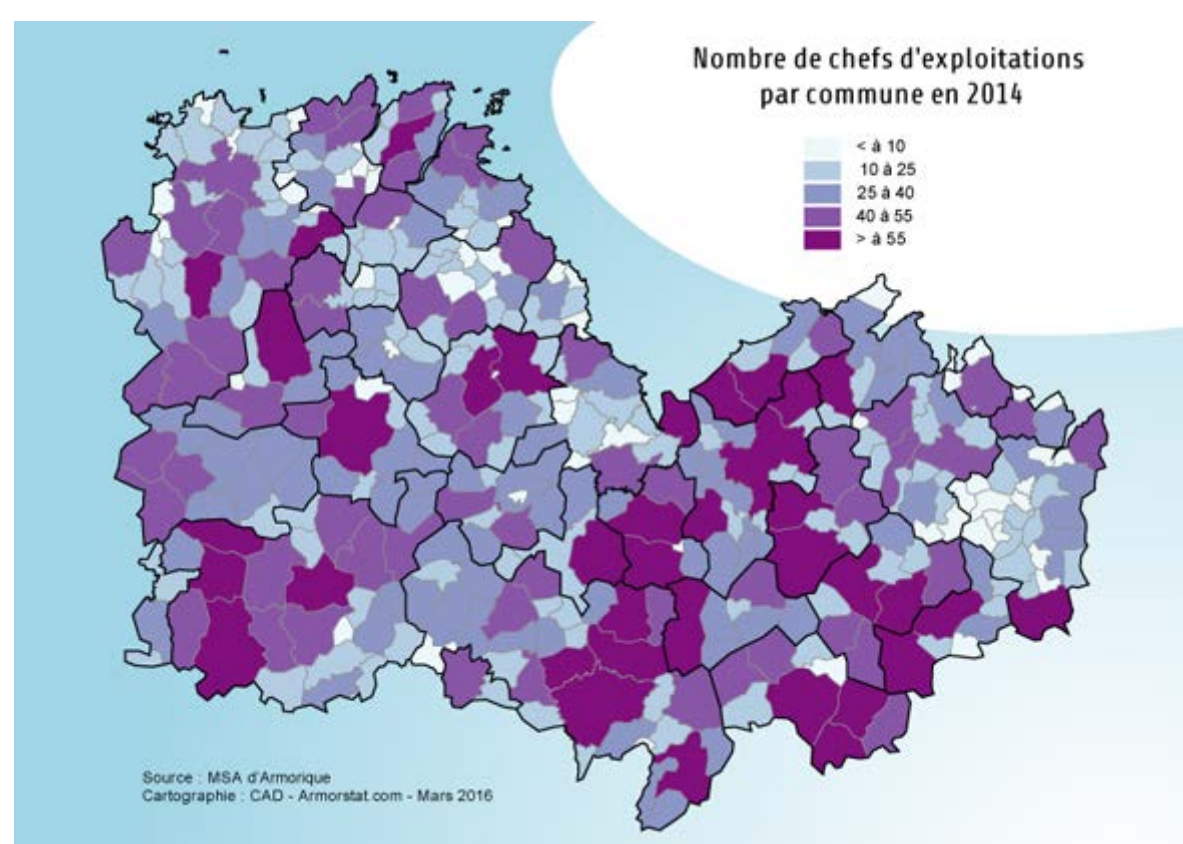 Nombre de chefs d'exploitations
par commune en 2014
< à 10
10 à 25
25 à 40
40 à 55
> à 55
Source : MSA d'Armorique
Cartographie : CAD - Armorstat.com - Mars 2016